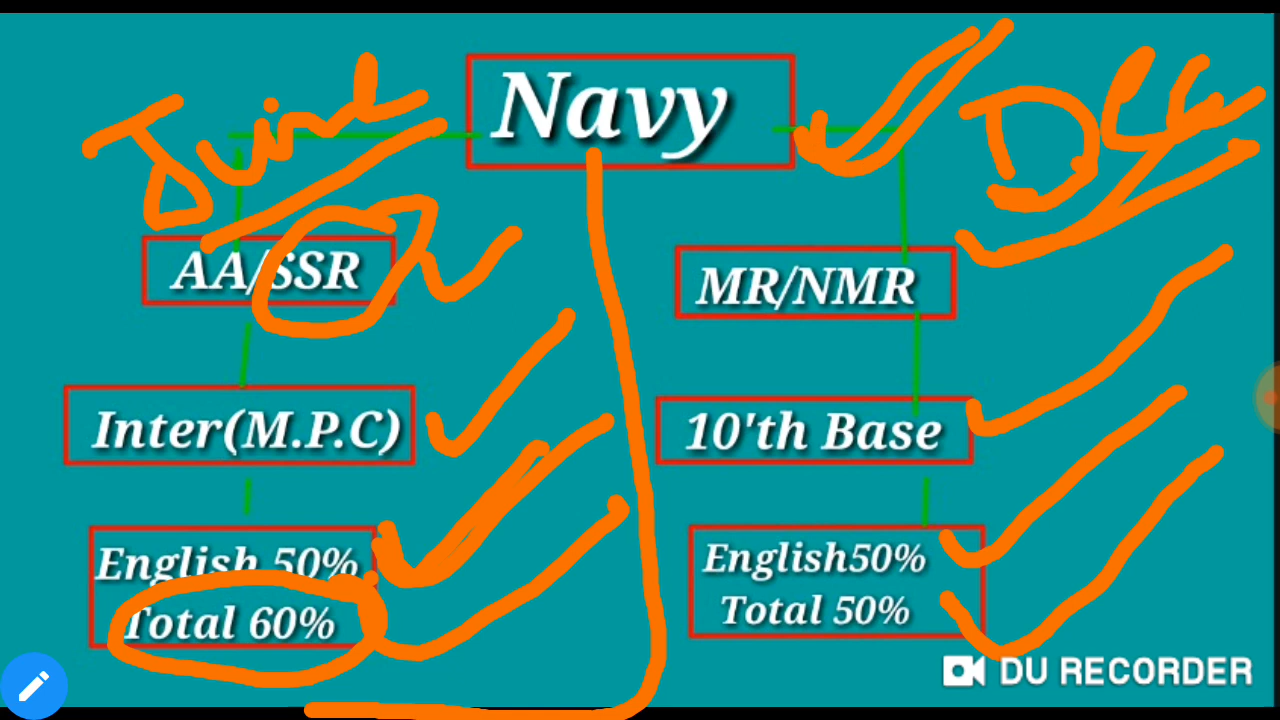 Navy
AA/SSR
MR/NMR
Inter(M.P.C)
10'th Base
English 50%
Total 60%
English50%
Total 50%
DU RECORDER